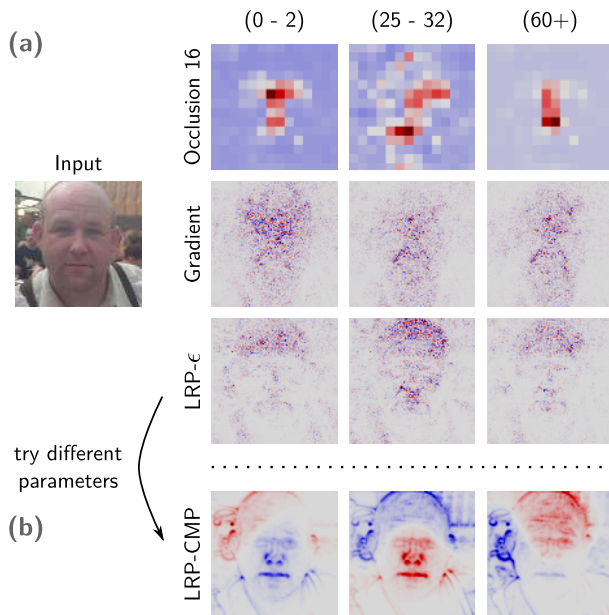 (0 - 2) (25 - 32) (60+)
(a)
Occlusion 16
Input
Gradient
LRP-ϵ
try different
parameters
(b)
LRP-CMP